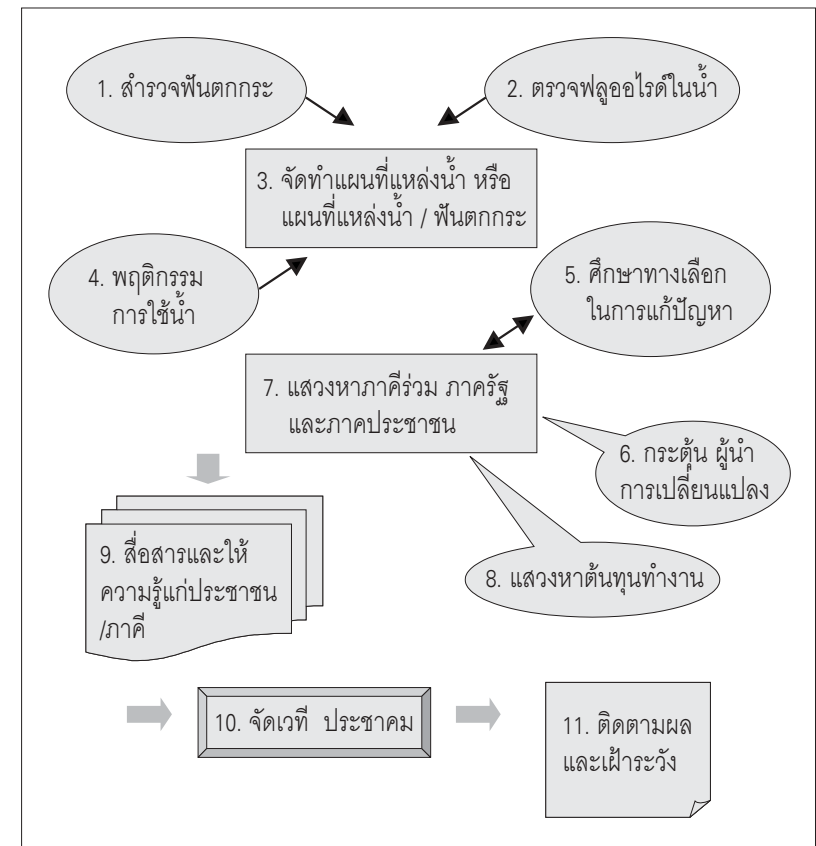 1. สำรวจฟันตกกระ
2. ตรวจฟลูออไรด์ในน้ำ
3. จัดทำแผนที่แหล่งน้ำ หรือ
แผนที่แหล่งน้ำ / ฟันตกกระ
4. พฤติกรรม
การใช้น้ำ
5. ศึกษาทางเลือก
ในการแก้ปัญหา
7. แสวงหาภาคีร่วม ภาครัฐ
และภาคประชาชน
6. กระตุ้น ผู้นำ
การเปลี่ยนแปลง
8. แสวงหาต้นทุนทำงาน
9. สื่อสารและให้
ความรู้แก่ประชาชน
/ภาคี
10. จัดเวที ประชาคม
11. ติดตามผล
และเฝ้าระวัง